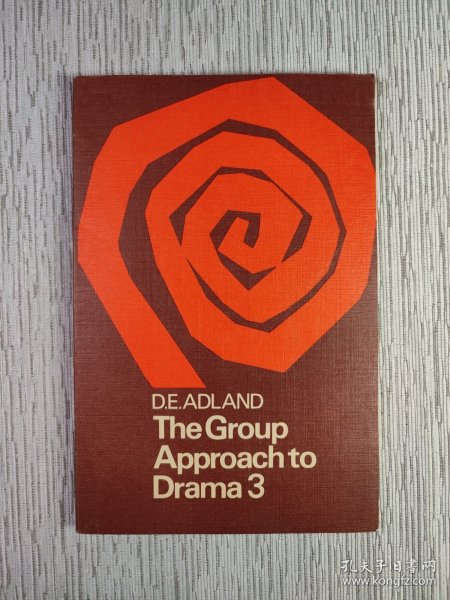 D.E.ADLAND
The Group
Approach to
Drama 3
孔夫子旧书网
www.kongfz.com